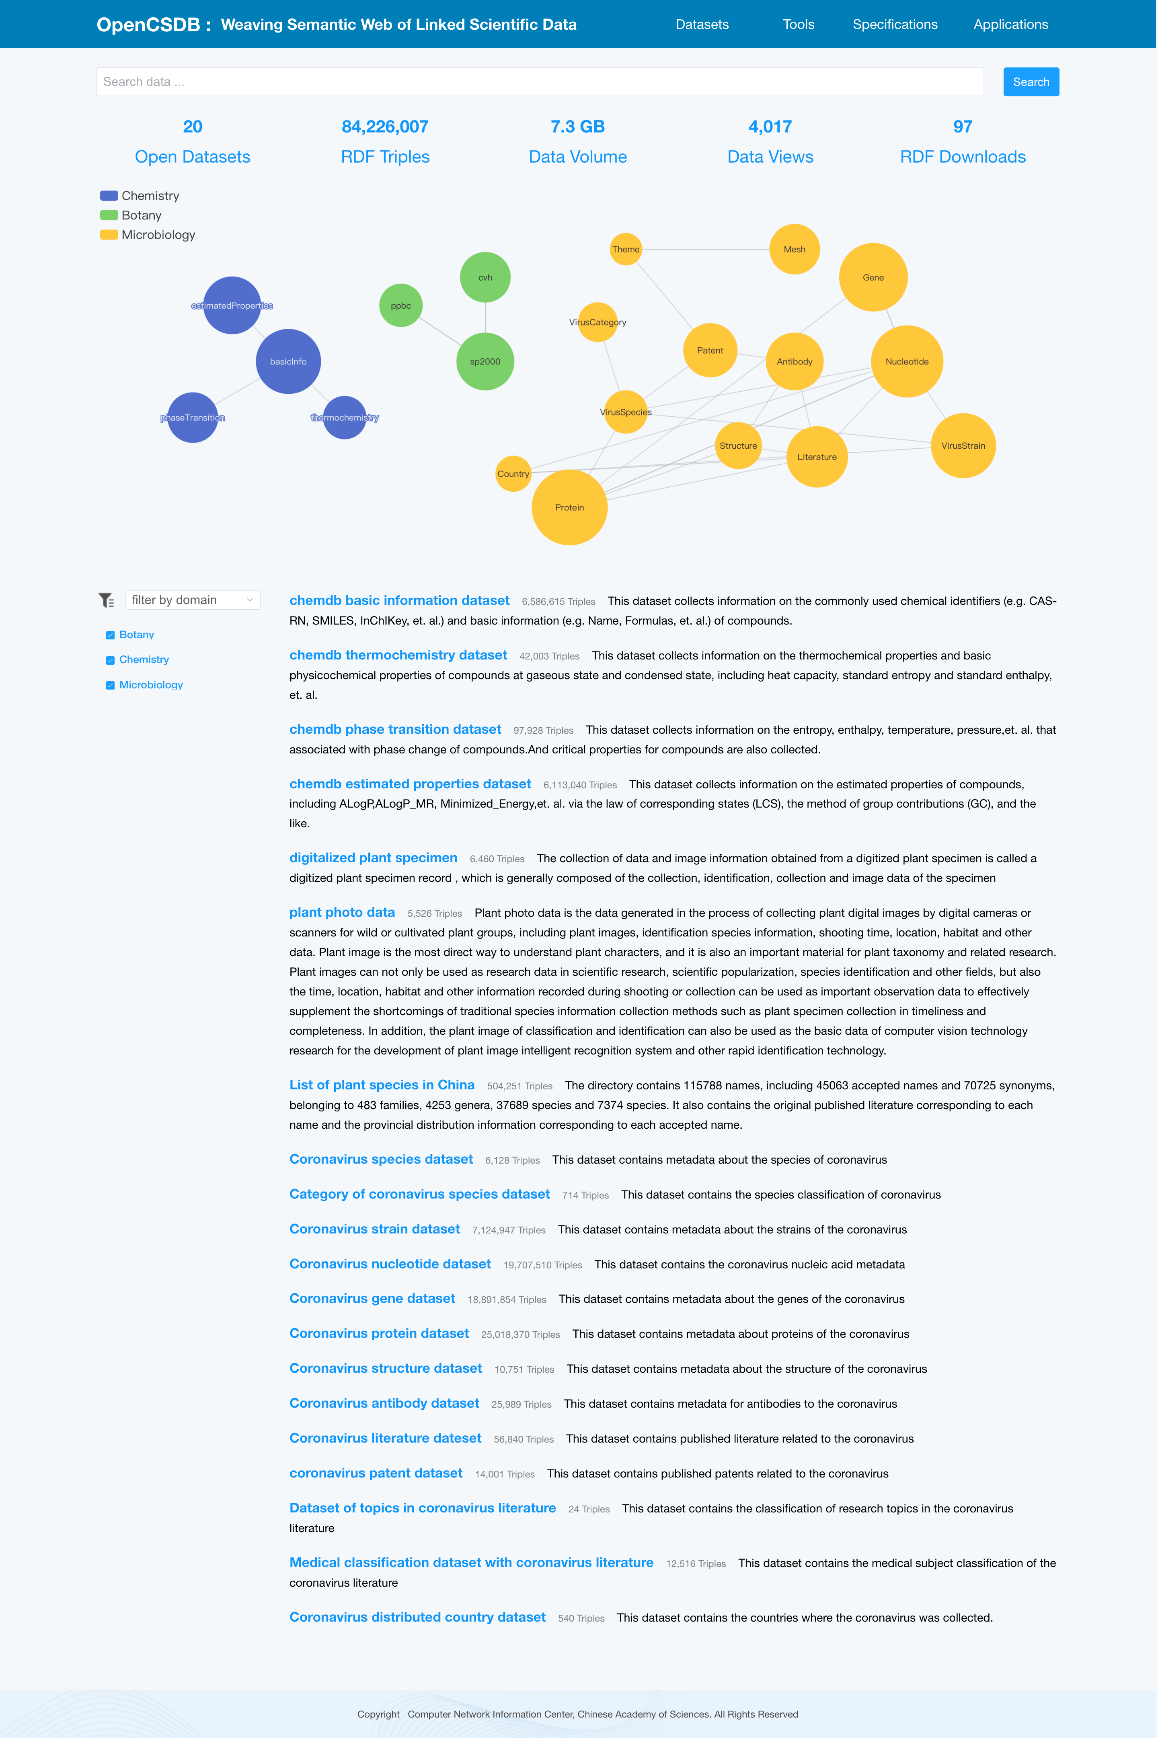 OpenCSDB : Weaving Semantic Web of Linked Scientific Data
Datasets Tools Specifications Applications
Search data ...
Search
20 84,226,007 7.3 GB 4,017 97
Open Datasets RDF Triples Data Volume Data Views RDF Downloads
Chemistry
Botany
Microbiology
estimatedProperties
basicInfo
phaseTransition
thermochemistry
cvh
ppbc
sp2000
Theme
Mesh
Gene
VirusCategory
Patent
Antibody
Nucleotide
VirusSpecies
Structure
Literature
VirusStrain
Country
Protein
filter by domain
Botany
Chemistry
Microbiology
chemdb basic information dataset 6,586,615 Triples This dataset collects information on the commonly used chemical identifiers (e.g. CAS-
RN, SMILES, InChIKey, et. al.) and basic information (e.g. Name, Formulas, et. al.) of compounds.
chemdb thermochemistry dataset 42,003 Triples This dataset collects information on the thermochemical properties and basic
physicochemical properties of compounds at gaseous state and condensed state, including heat capacity, standard entropy and standard enthalpy,
et. al.
chemdb phase transition dataset 97,928 Triples This dataset collects information on the entropy, enthalpy, temperature, pressure,et. al. that
associated with phase change of compounds.And critical properties for compounds are also collected.
chemdb estimated properties dataset 6,113,040 Triples This dataset collects information on the estimated properties of compounds,
including ALogP,ALogP_MR, Minimized_Energy,et. al. via the law of corresponding states (LCS), the method of group contributions (GC), and the
like.
digitalized plant specimen 6,460 Triples The collection of data and image information obtained from a digitized plant specimen is called a
digitized plant specimen record , which is generally composed of the collection, identification, collection and image data of the specimen
plant photo data 5,526 Triples Plant photo data is the data generated in the process of collecting plant digital images by digital cameras or
scanners for wild or cultivated plant groups, including plant images, identification species information, shooting time, location, habitat and other
data. Plant image is the most direct way to understand plant characters, and it is also an important material for plant taxonomy and related research.
Plant images can not only be used as research data in scientific research, scientific popularization, species identification and other fields, but also
the time, location, habitat and other information recorded during shooting or collection can be used as important observation data to effectively
supplement the shortcomings of traditional species information collection methods such as plant specimen collection in timeliness and
completeness. In addition, the plant image of classification and identification can also be used as the basic data of computer vision technology
research for the development of plant image intelligent recognition system and other rapid identification technology.
List of plant species in China 504,251 Triples The directory contains 115788 names, including 45063 accepted names and 70725 synonyms,
belonging to 483 families, 4253 genera, 37689 species and 7374 species. It also contains the original published literature corresponding to each
name and the provincial distribution information corresponding to each accepted name.
Coronavirus species dataset 6,128 Triples This dataset contains metadata about the species of coronavirus
Category of coronavirus species dataset 714 Triples This dataset contains the species classification of coronavirus
Coronavirus strain dataset 7,124,947 Triples This dataset contains metadata about the strains of the coronavirus
Coronavirus nucleotide dataset 19,707,510 Triples This dataset contains the coronavirus nucleic acid metadata
Coronavirus gene dataset 18,891,854 Triples This dataset contains metadata about the genes of the coronavirus
Coronavirus protein dataset 25,018,370 Triples This dataset contains metadata about proteins of the coronavirus
Coronavirus structure dataset 10,751 Triples This dataset contains metadata about the structure of the coronavirus
Coronavirus antibody dataset 25,989 Triples This dataset contains metadata for antibodies to the coronavirus
Coronavirus literature dateset 56,840 Triples This dataset contains published literature related to the coronavirus
coronavirus patent dataset 14,001 Triples This dataset contains published patents related to the coronavirus
Dataset of topics in coronavirus literature 24 Triples This dataset contains the classification of research topics in the coronavirus
literature
Medical classification dataset with coronavirus literature 12,516 Triples This dataset contains the medical subject classification of the
coronavirus literature
Coronavirus distributed country dataset 540 Triples This dataset contains the countries where the coronavirus was collected.
Copyright Computer Network Information Center, Chinese Academy of Sciences. All Rights Reserved